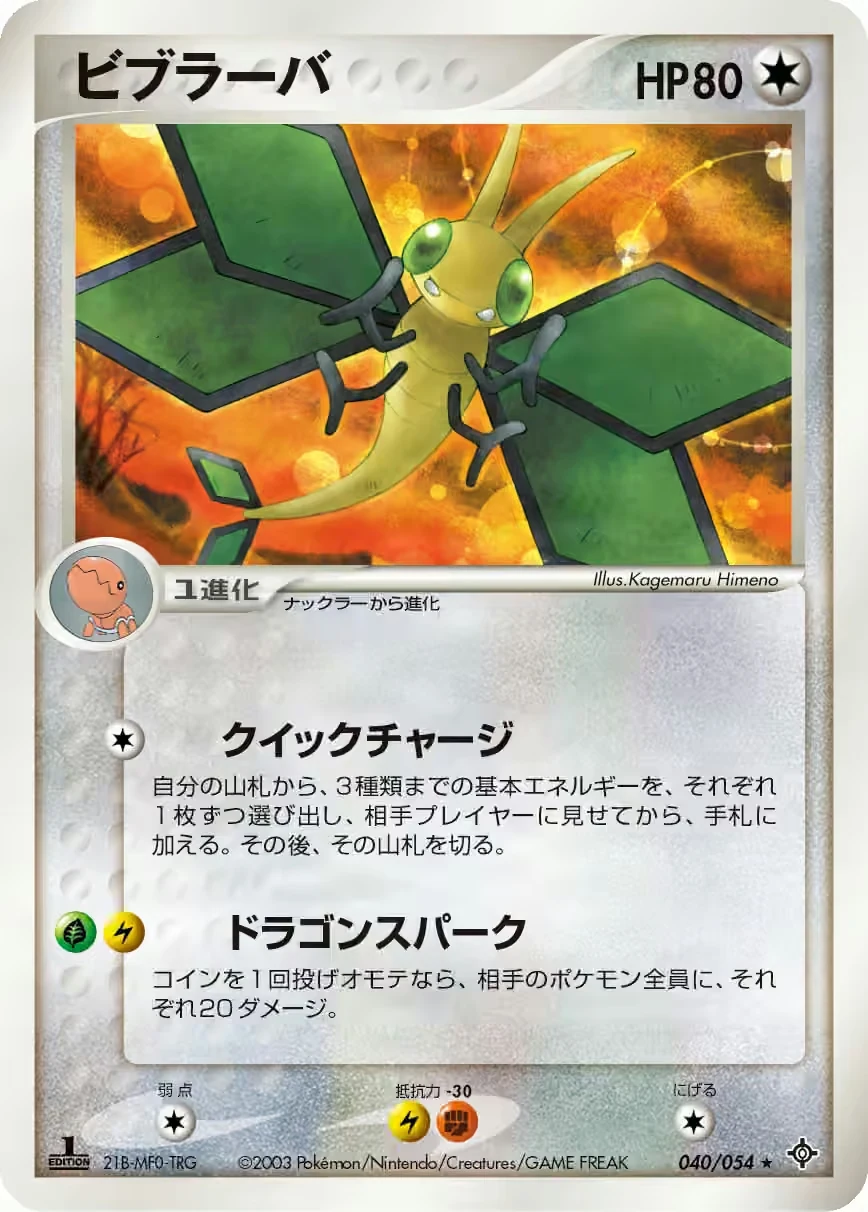 ビブラーバ
HP80
Illus.Kagemaru Himeno
1進化
ナックラーから進化
クイックチャージ
自分の山札から、3種類までの基本エネルギーを、それぞれ
1枚ずつ選び出し、相手プレイヤーに見せてから、手札に
加える。その後、その山札を切る。
ドラゴンスパーク
コインを1回投げオモテなら、相手のポケモン全員に、それ
ぞれ20ダメージ。
弱点
抵抗力 -30
にげる
1 EDITION
21B-MF0-TRG
©2003 Pokémon/Nintendo/Creatures/GAME FREAK
040/054 ★